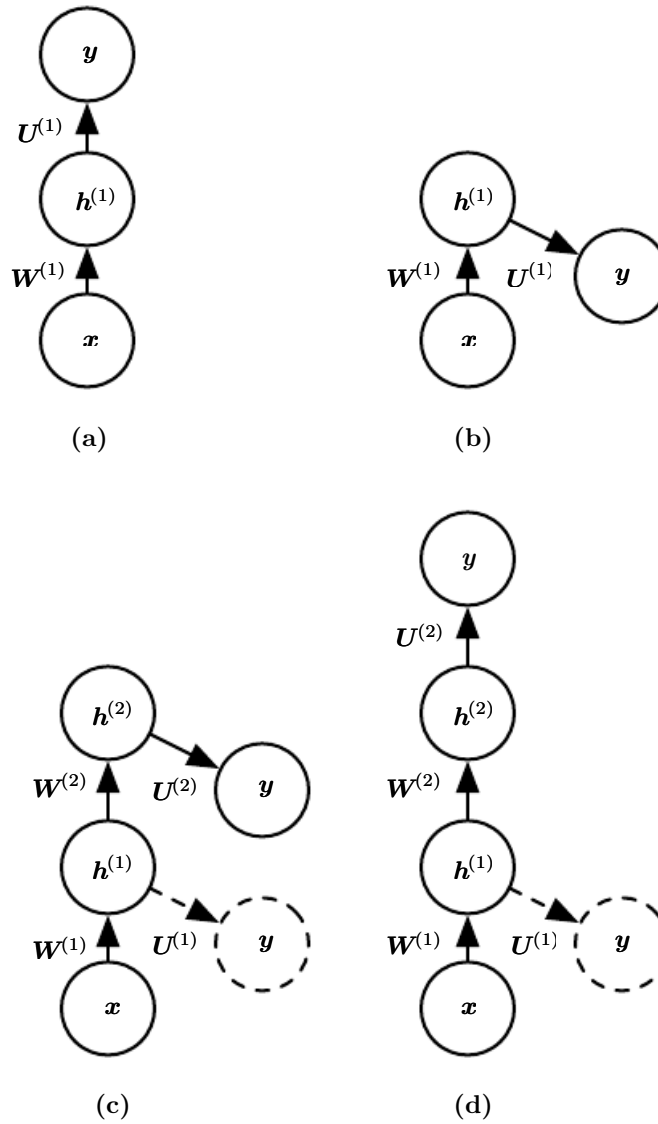 y
U(1)
h(1)
W(1)
x
(a)
h(1)
W(1)
U(1)
y
x
(b)
h(2)
W(2)
U(2)
y
h(1)
W(1)
U(1)
y
x
(c)
y
U(2)
h(2)
W(2)
h(1)
W(1)
U(1)
y
x
(d)